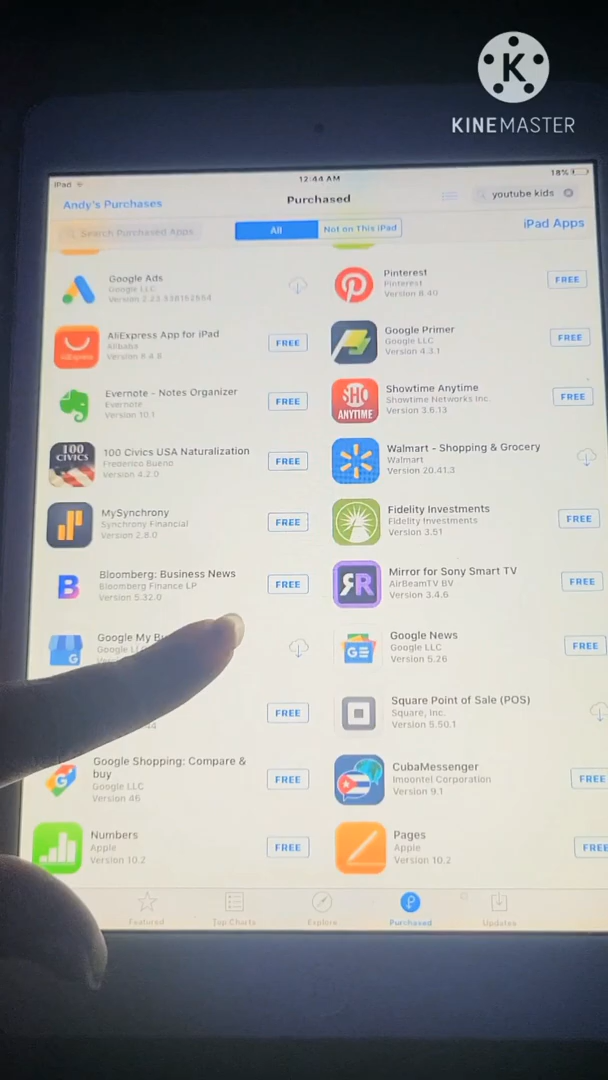 K
KINEMASTER
iPad
12:44 AM
18%
Andy's Purchases
Purchased
youtube kids
Search Purchased Apps
All
Not on This iPad
iPad Apps
Google Ads
Google LLC
Pinterest
Pinterest
Version 8.40
FREE
AliExpress App for iPad
Alibaba
Version 8.4.8
FREE
Google Primer
Google LLC
Version 4.3.1
FREE
Evernote - Notes Organizer
Evernote
Version 10.1
FREE
SHO
ANYTIME
Showtime Anytime
Showtime Networks Inc.
Version 3.6.13
FREE
100
CIVICS
100 Civics USA Naturalization
Frederico Bueno
Version 4.2.0
FREE
Walmart - Shopping & Grocery
Walmart
Version 20.41.3
MySynchrony
Synchrony Financial
Version 2.8.0
FREE
Fidelity Investments
Fidelity Investments
Version 3.51
FREE
B
Bloomberg: Business News
Bloomberg Finance LP
Version 5.32.0
FREE
Mirror for Sony Smart TV
AirBeamTV BV
Version 3.4.6
FREE
Google My
Google
Google News
Google LLC
Version 5.26
FREE
FREE
Square Point of Sale (POS)
Square, Inc.
Version 5.50.1
Google Shopping: Compare &
buy
Google LLC
Version 46
FREE
CubaMessenger
Imoontel Corporation
Version 9.1
FREE
Numbers
Apple
Version 10.2
FREE
Pages
Apple
Version 10.2
FREE
Featured
Top Charts
Explore
Purchased
Updates